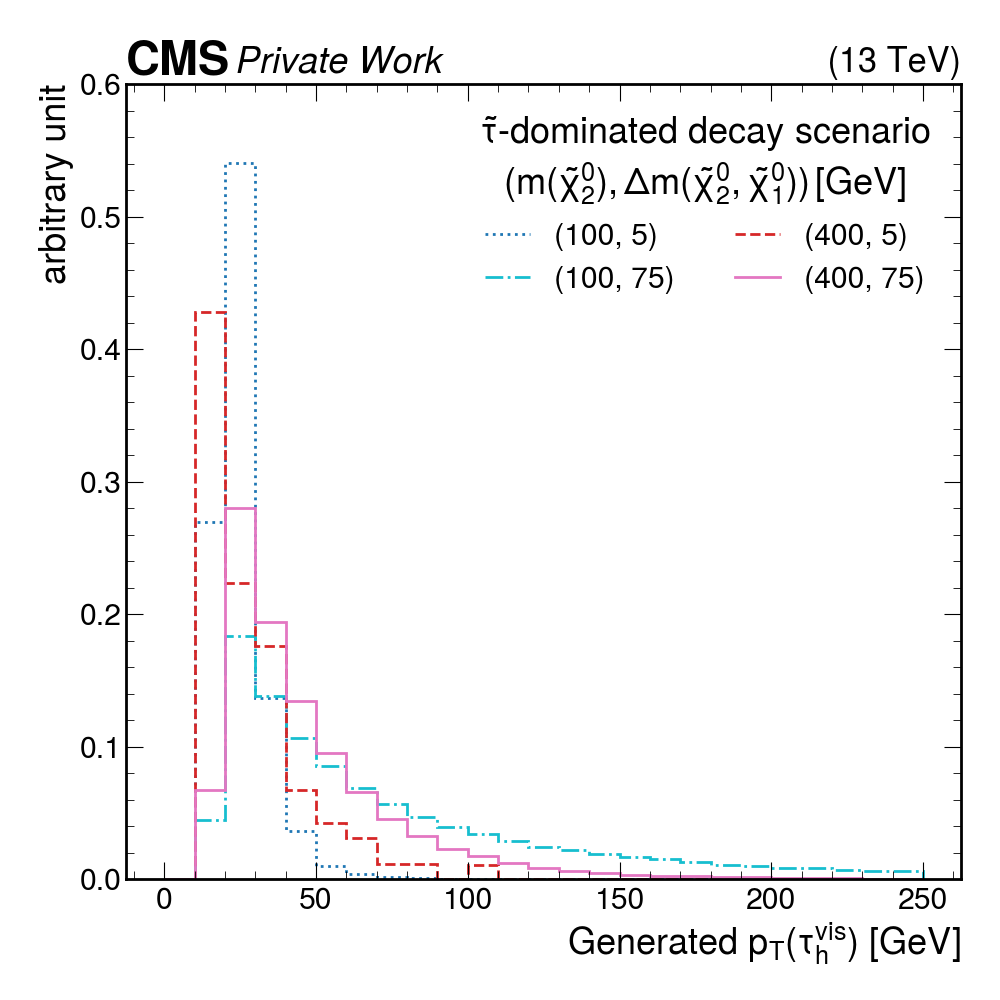 CMS Private Work (13 TeV)
arbitrary unit
0.6
0.5
0.4
0.3
0.2
0.1
0.0
τ̃-dominated decay scenario
(m(χ̃⁰₂), Δm(χ̃⁰₂, χ̃⁰₁)) [GeV]
(100, 5) (400, 5)
(100, 75) (400, 75)
0 50 100 150 200 250
Generated p_T(τ_h^vis) [GeV]